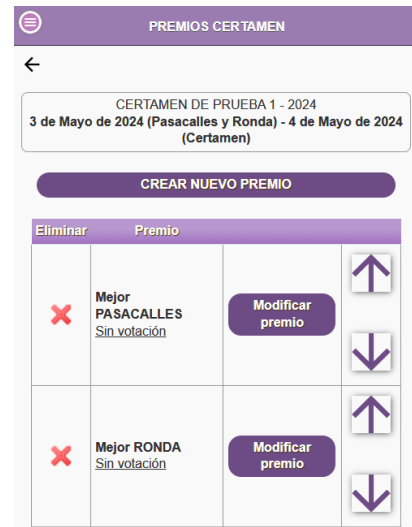 PREMIOS CERTAMEN
CERTAMEN DE PRUEBA 1 - 2024
3 de Mayo de 2024 (Pasacalles y Ronda) - 4 de Mayo de 2024
(Certamen)
CREAR NUEVO PREMIO
Eliminar Premio
Mejor
PASACALLES
Sin votación
Modificar
premio
Mejor RONDA
Sin votación
Modificar
premio